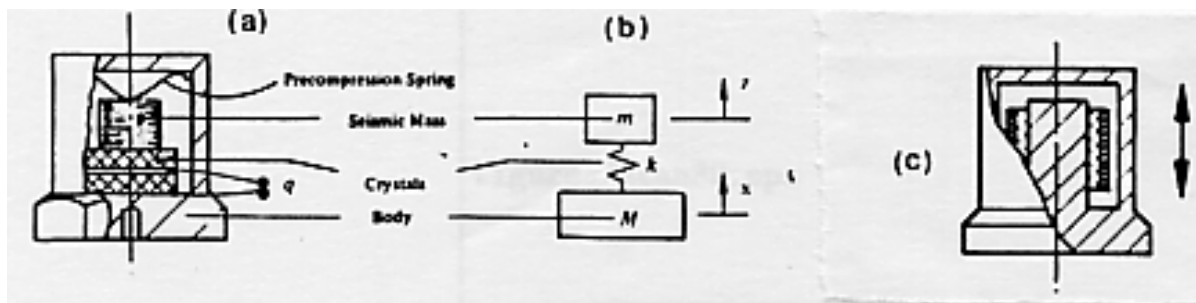 (a)
(b)
Precompression Spring
Seismic Mass
m
k
Crystals
q
x
(c)
Body
M